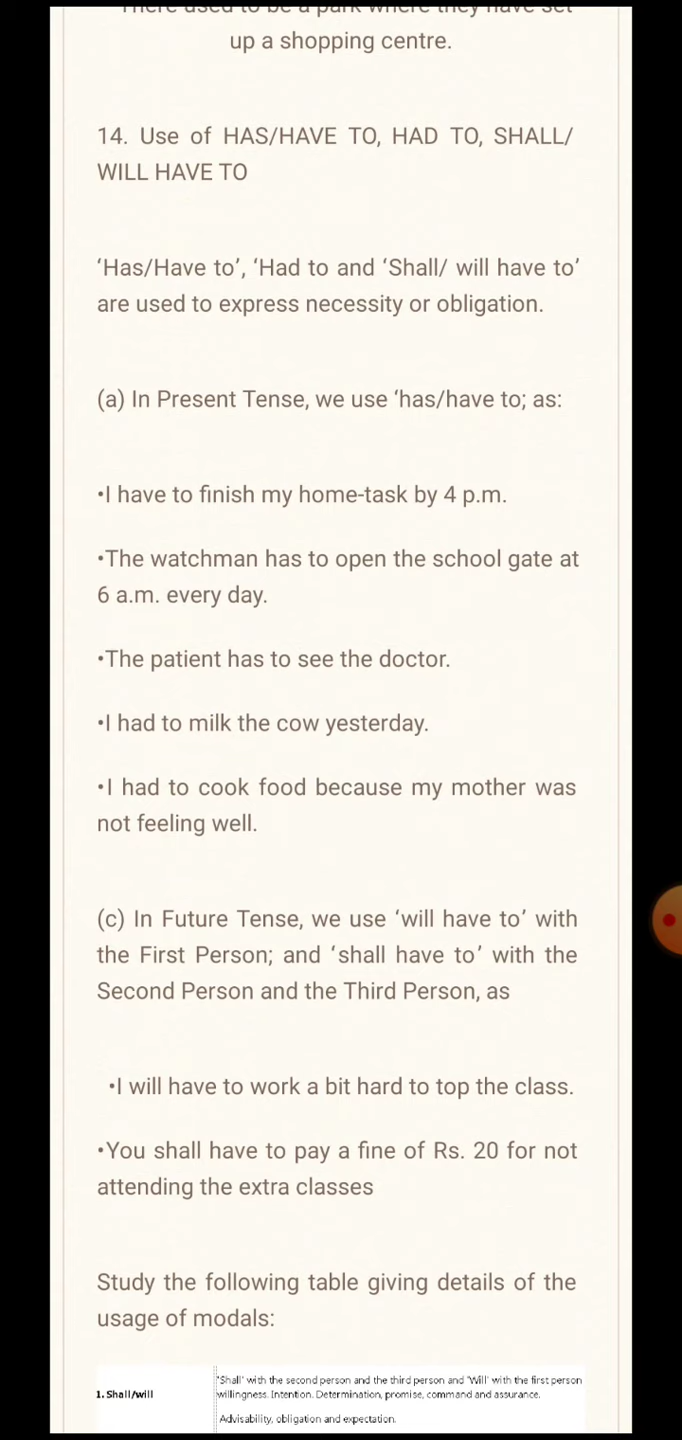 There used to be a park where they have set
up a shopping centre.
14. Use of HAS/HAVE TO, HAD TO, SHALL/
WILL HAVE TO
‘Has/Have to’, ‘Had to and ‘Shall/ will have to’
are used to express necessity or obligation.
(a) In Present Tense, we use ‘has/have to; as:
•I have to finish my home-task by 4 p.m.
•The watchman has to open the school gate at
6 a.m. every day.
•The patient has to see the doctor.
•I had to milk the cow yesterday.
•I had to cook food because my mother was
not feeling well.
(c) In Future Tense, we use ‘will have to’ with
the First Person; and ‘shall have to’ with the
Second Person and the Third Person, as
•I will have to work a bit hard to top the class.
•You shall have to pay a fine of Rs. 20 for not
attending the extra classes
Study the following table giving details of the
usage of modals:
1. Shall/will
'Shall' with the second person and the third person and 'Will' with the first person
willingness. Intention. Determination, promise, command and assurance.
Advisability, obligation and expectation.